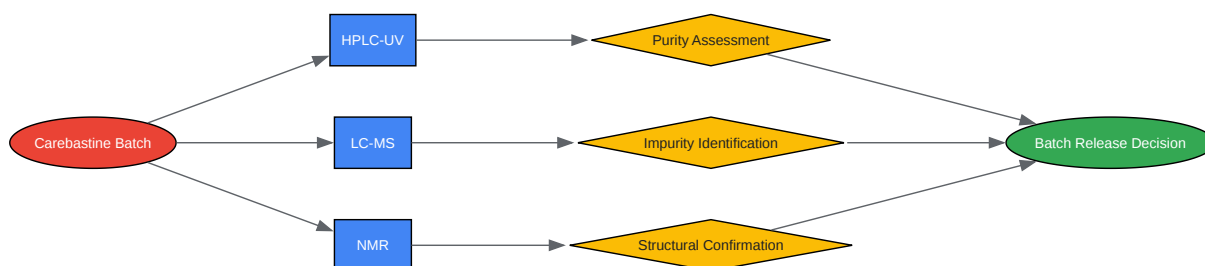 HPLC-UV
Purity Assessment
Carebastine Batch
LC-MS
Impurity Identification
Batch Release Decision
NMR
Structural Confirmation